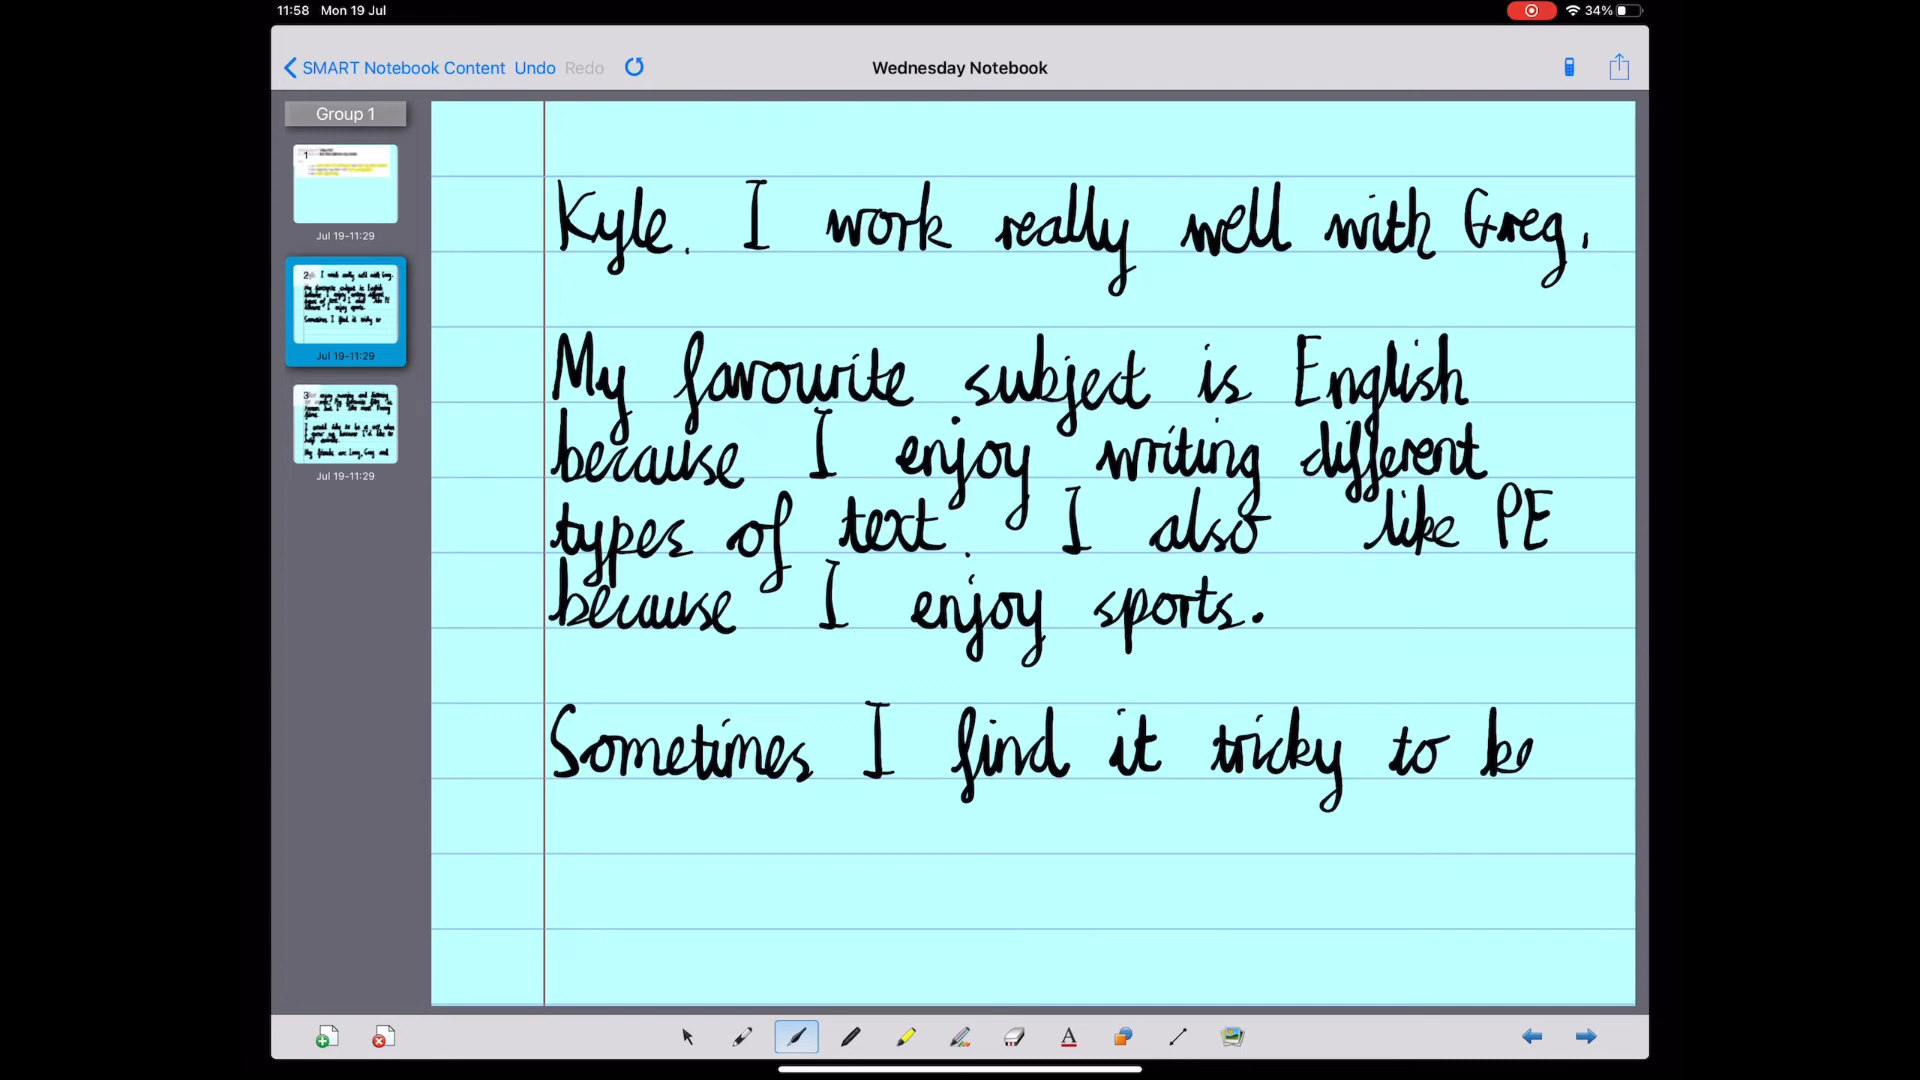 11:58 Mon 19 Jul
34%
SMART Notebook Content Undo Redo
Wednesday Notebook
Group 1
1
Jul 19-11:29
2
Jul 19-11:29
3
Jul 19-11:29
Kyle. I work really well with Greg.
My favourite subject is English
because I enjoy writing different
types of text. I also like PE
because I enjoy sports.
Sometimes I find it tricky to be